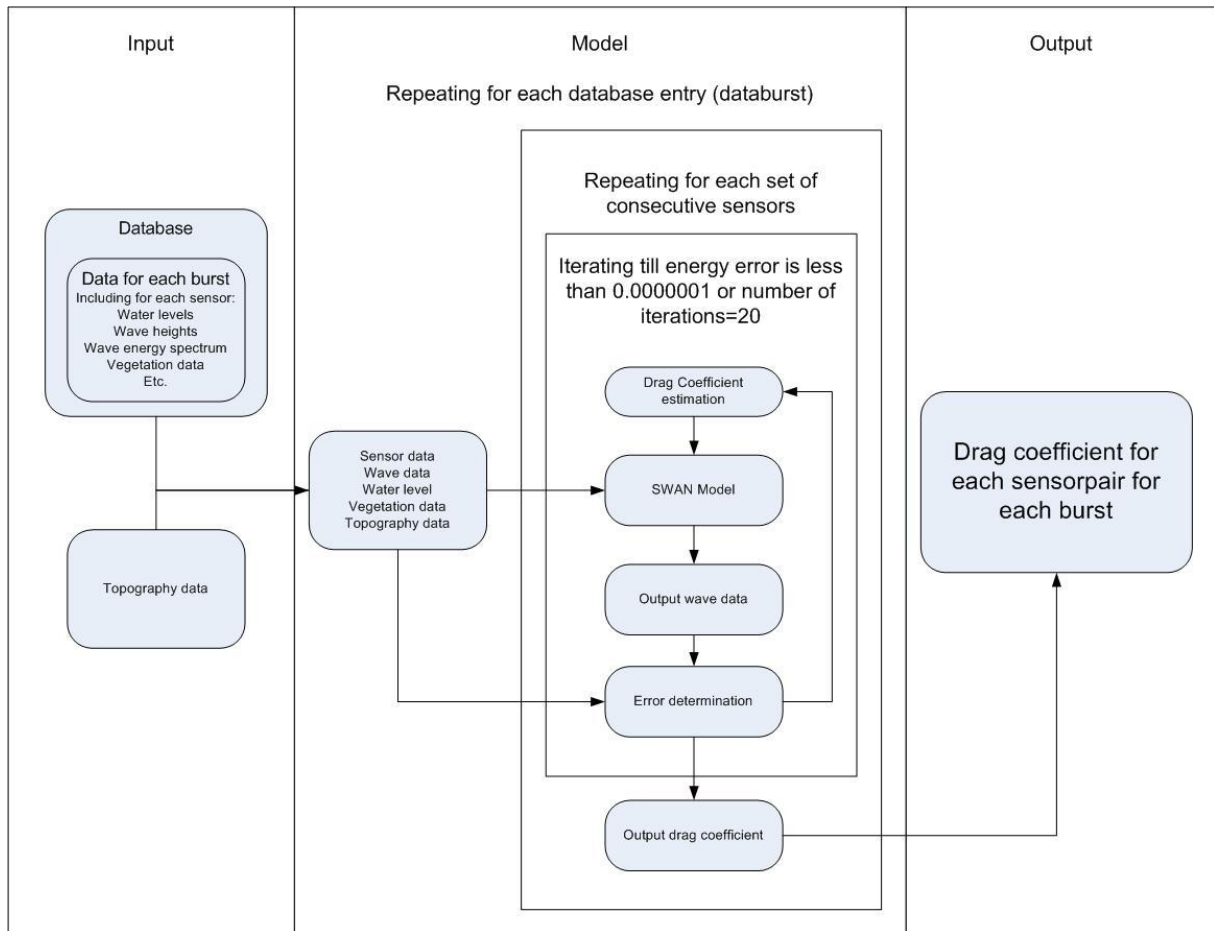 Input
Model
Output
Repeating for each database entry (databurst)
Repeating for each set of
consecutive sensors
Database
Data for each burst
Including for each sensor:
Water levels
Wave heights
Wave energy spectrum
Vegetation data
Etc.
Iterating till energy error is less
than 0.0000001 or number of
iterations=20
Drag Coefficient
estimation
Sensor data
Wave data
Water level
Vegetation data
Topography data
SWAN Model
Drag coefficient for
each sensorpair for
each burst
Topography data
Output wave data
Error determination
Output drag coefficient